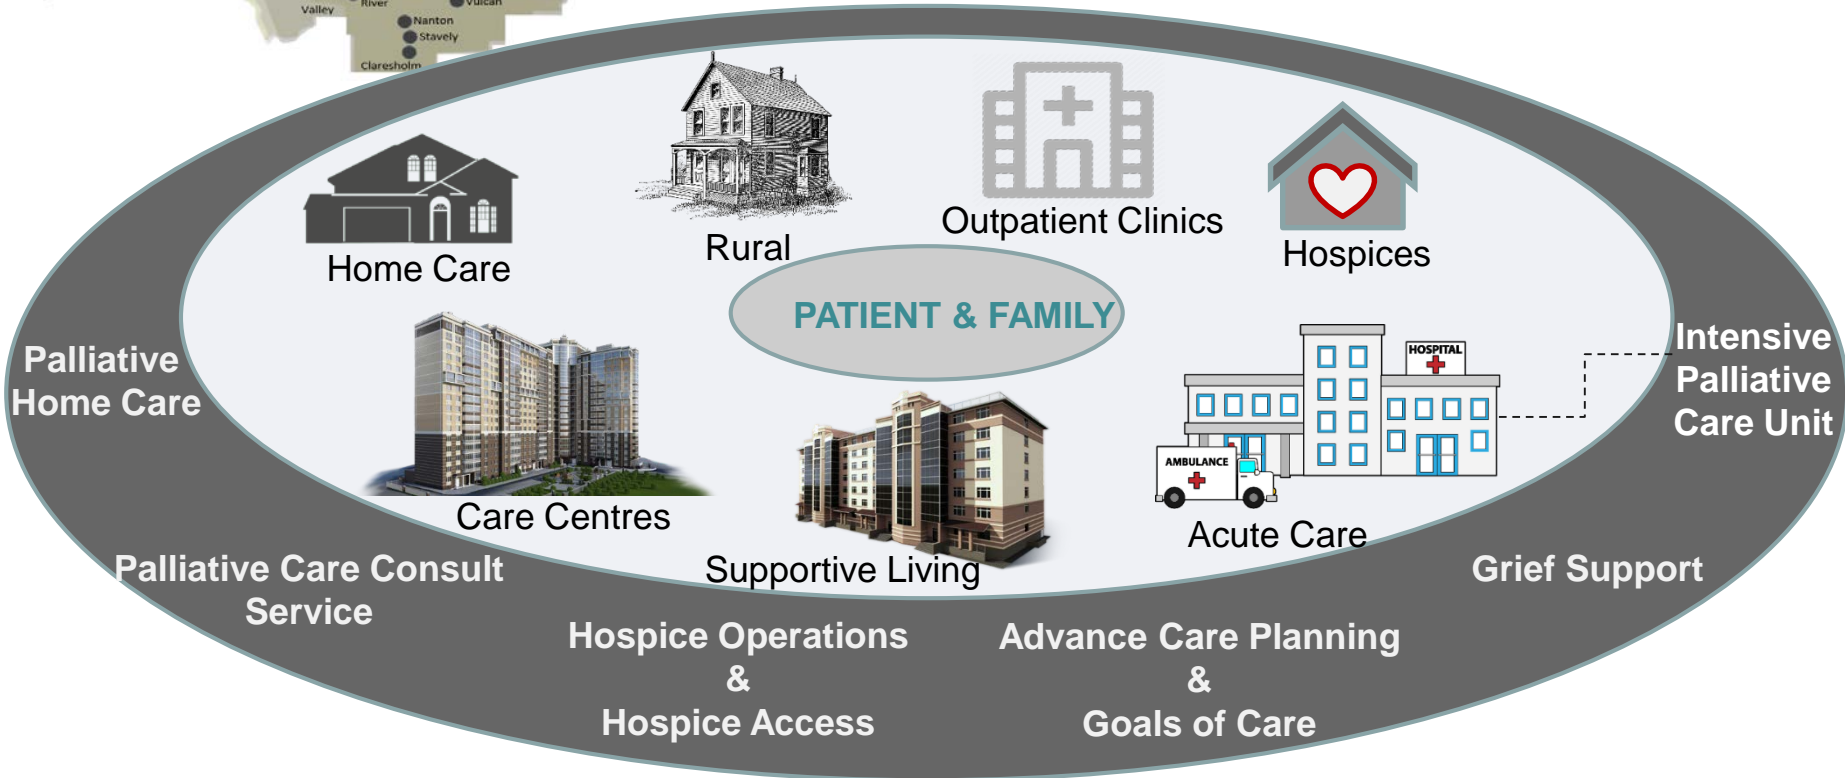 Valley
River
Vulcan
Nanton
Stavely
Claresholm
Home Care
Rural
Outpatient Clinics
Hospices
PATIENT & FAMILY
Palliative
Home Care
HOSPITAL
AMBULANCE
Intensive
Palliative
Care Unit
Care Centres
Supportive Living
Acute Care
Palliative Care Consult
Service
Hospice Operations
&
Hospice Access
Advance Care Planning
&
Goals of Care
Grief Support